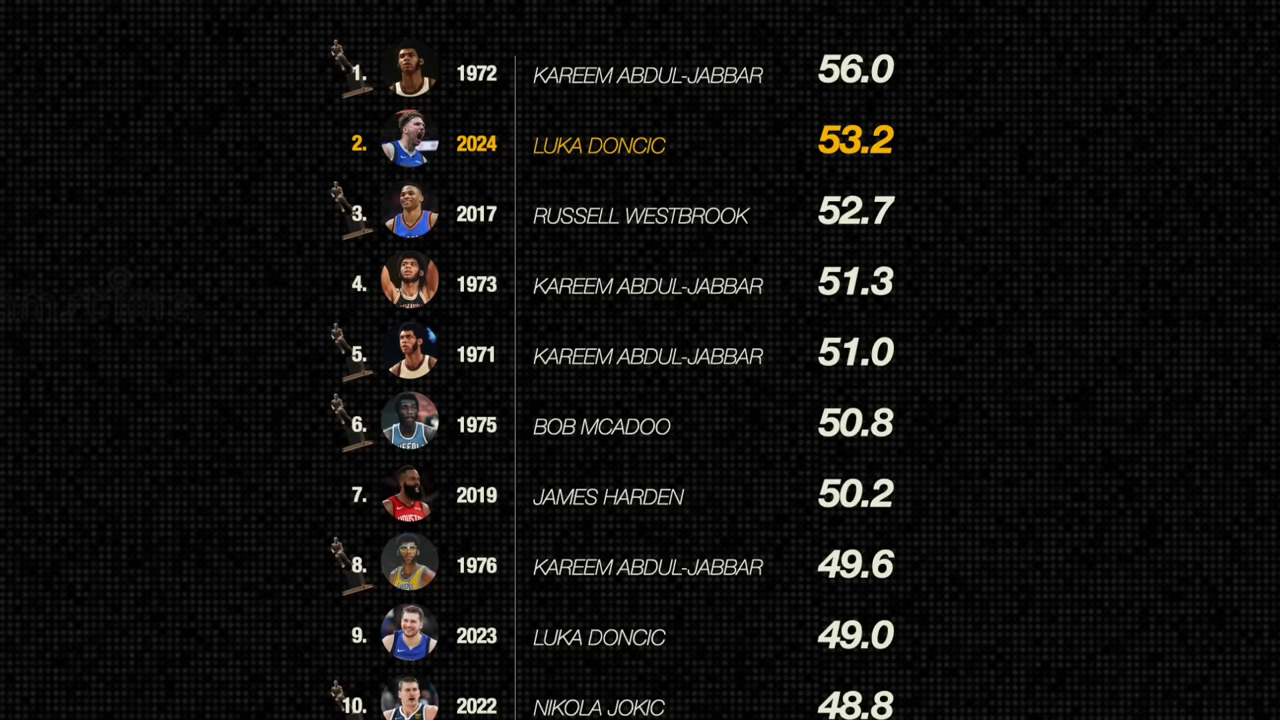 1. 1972 KAREEM ABDUL-JABBAR 56.0
2. 2024 LUKA DONCIC 53.2
3. 2017 RUSSELL WESTBROOK 52.7
4. 1973 KAREEM ABDUL-JABBAR 51.3
5. 1971 KAREEM ABDUL-JABBAR 51.0
6. 1975 BOB MCADOO 50.8
7. 2019 JAMES HARDEN 50.2
8. 1976 KAREEM ABDUL-JABBAR 49.6
9. 2023 LUKA DONCIC 49.0
10. 2022 NIKOLA JOKIC 48.8